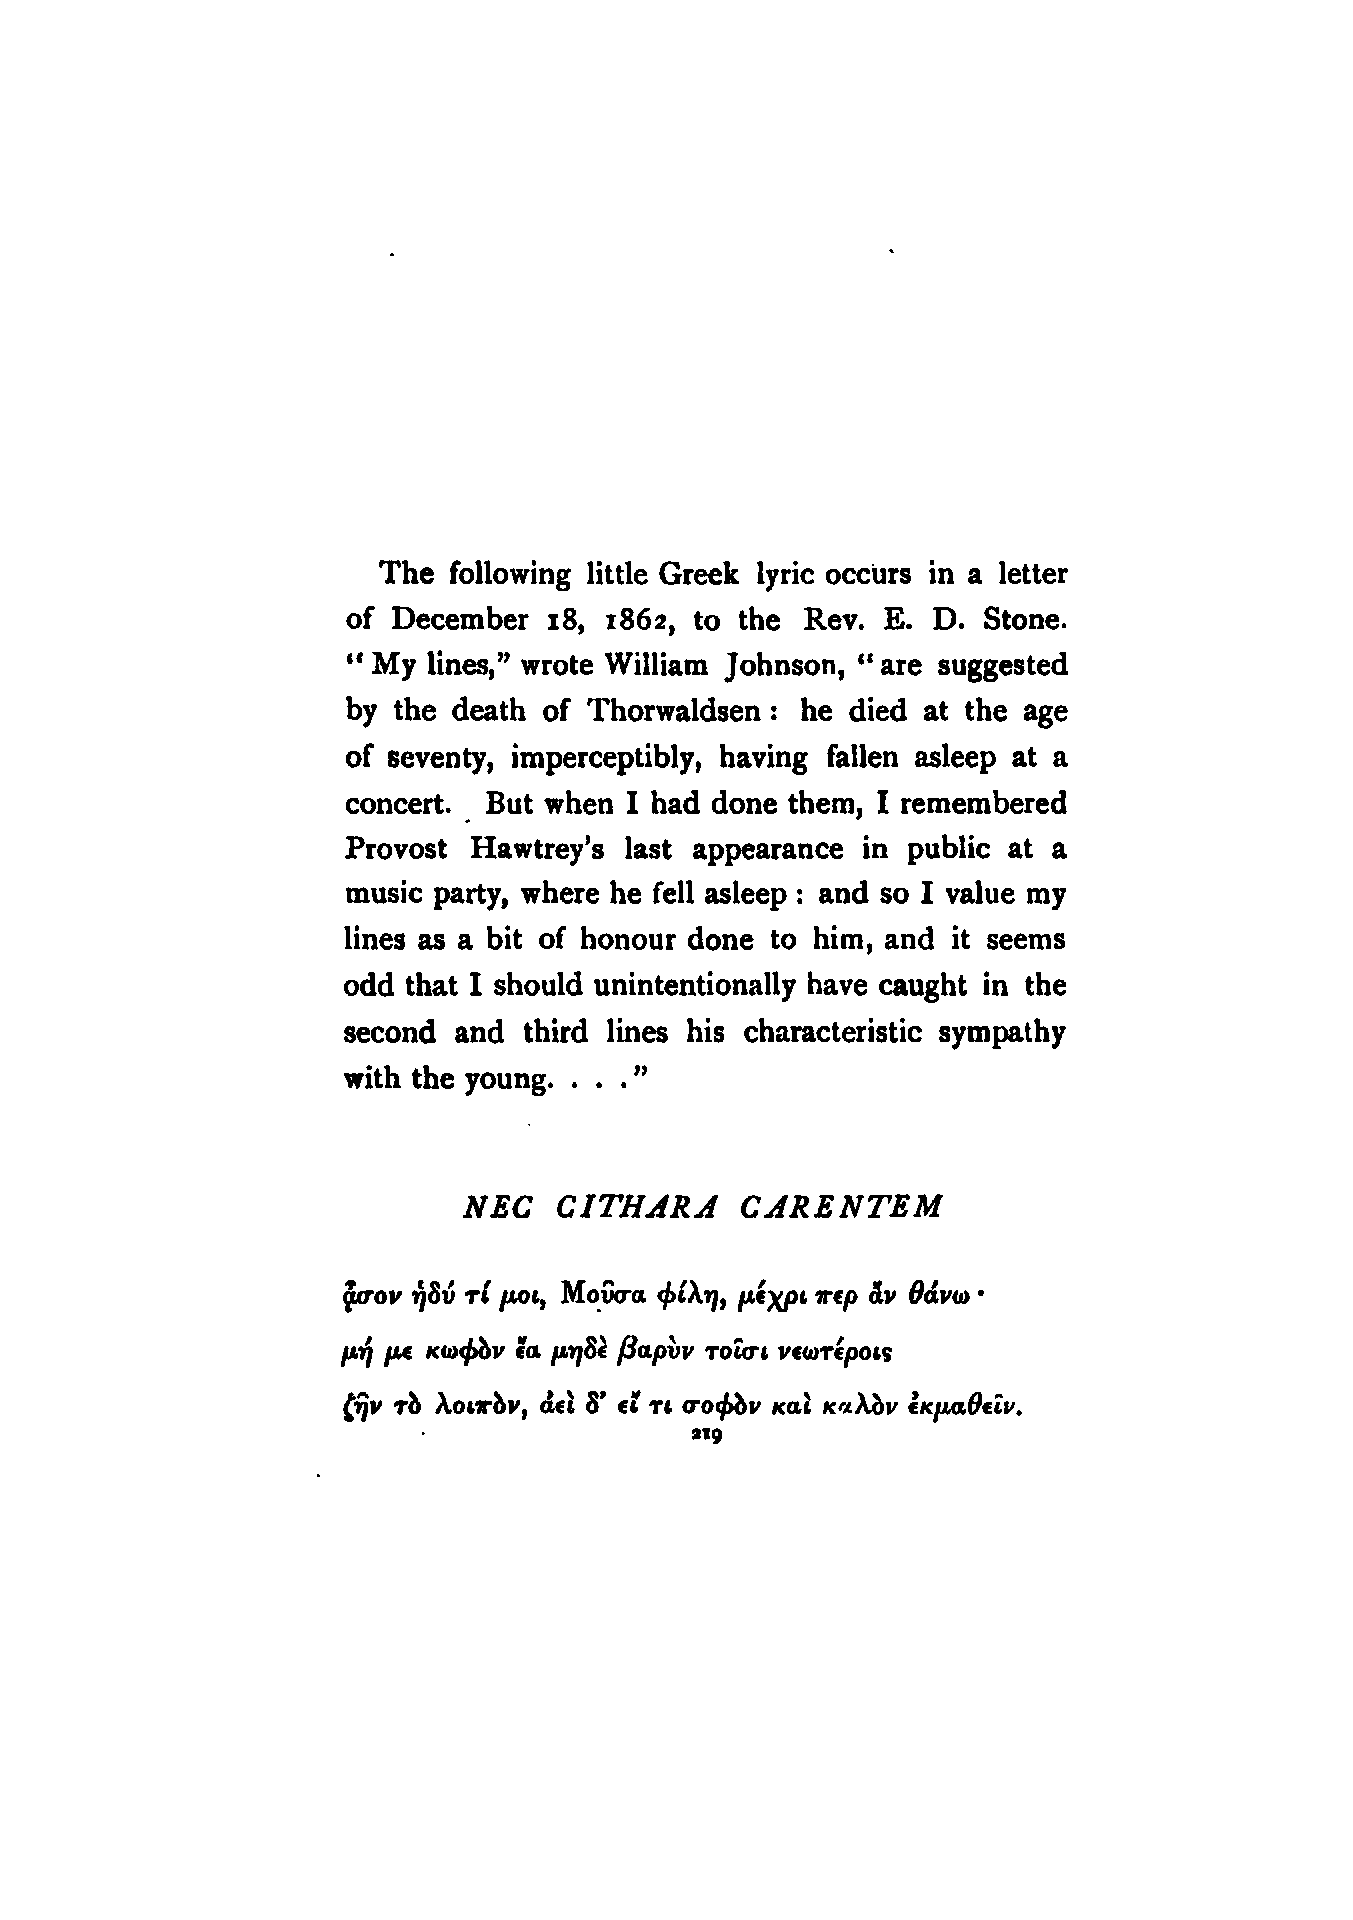 The following little Greek lyric occurs in a letter
of December 18, 1862, to the Rev. E. D. Stone.
“My lines,” wrote William Johnson, “are suggested
by the death of Thorwaldsen: he died at the age
of seventy, imperceptibly, having fallen asleep at a
concert. But when I had done them, I remembered
Provost Hawtrey’s last appearance in public at a
music party, where he fell asleep: and so I value my
lines as a bit of honour done to him, and it seems
odd that I should unintentionally have caught in the
second and third lines his characteristic sympathy
with the young. . . .”
NEC CITHARA CARENTEM
ᾆσον ἡδύ τί μοι, Μοῦσα φίλη, μέχρι περ ἂν θάνω·
μή με κωφὸν ἔα μηδὲ βαρὺν τοῖσι νεωτέροις
ζῆν τὸ λοιπὸν, ἀεὶ δ’ εἴ τι σοφὸν καὶ καλὸν ἐκμαθεῖν.
219